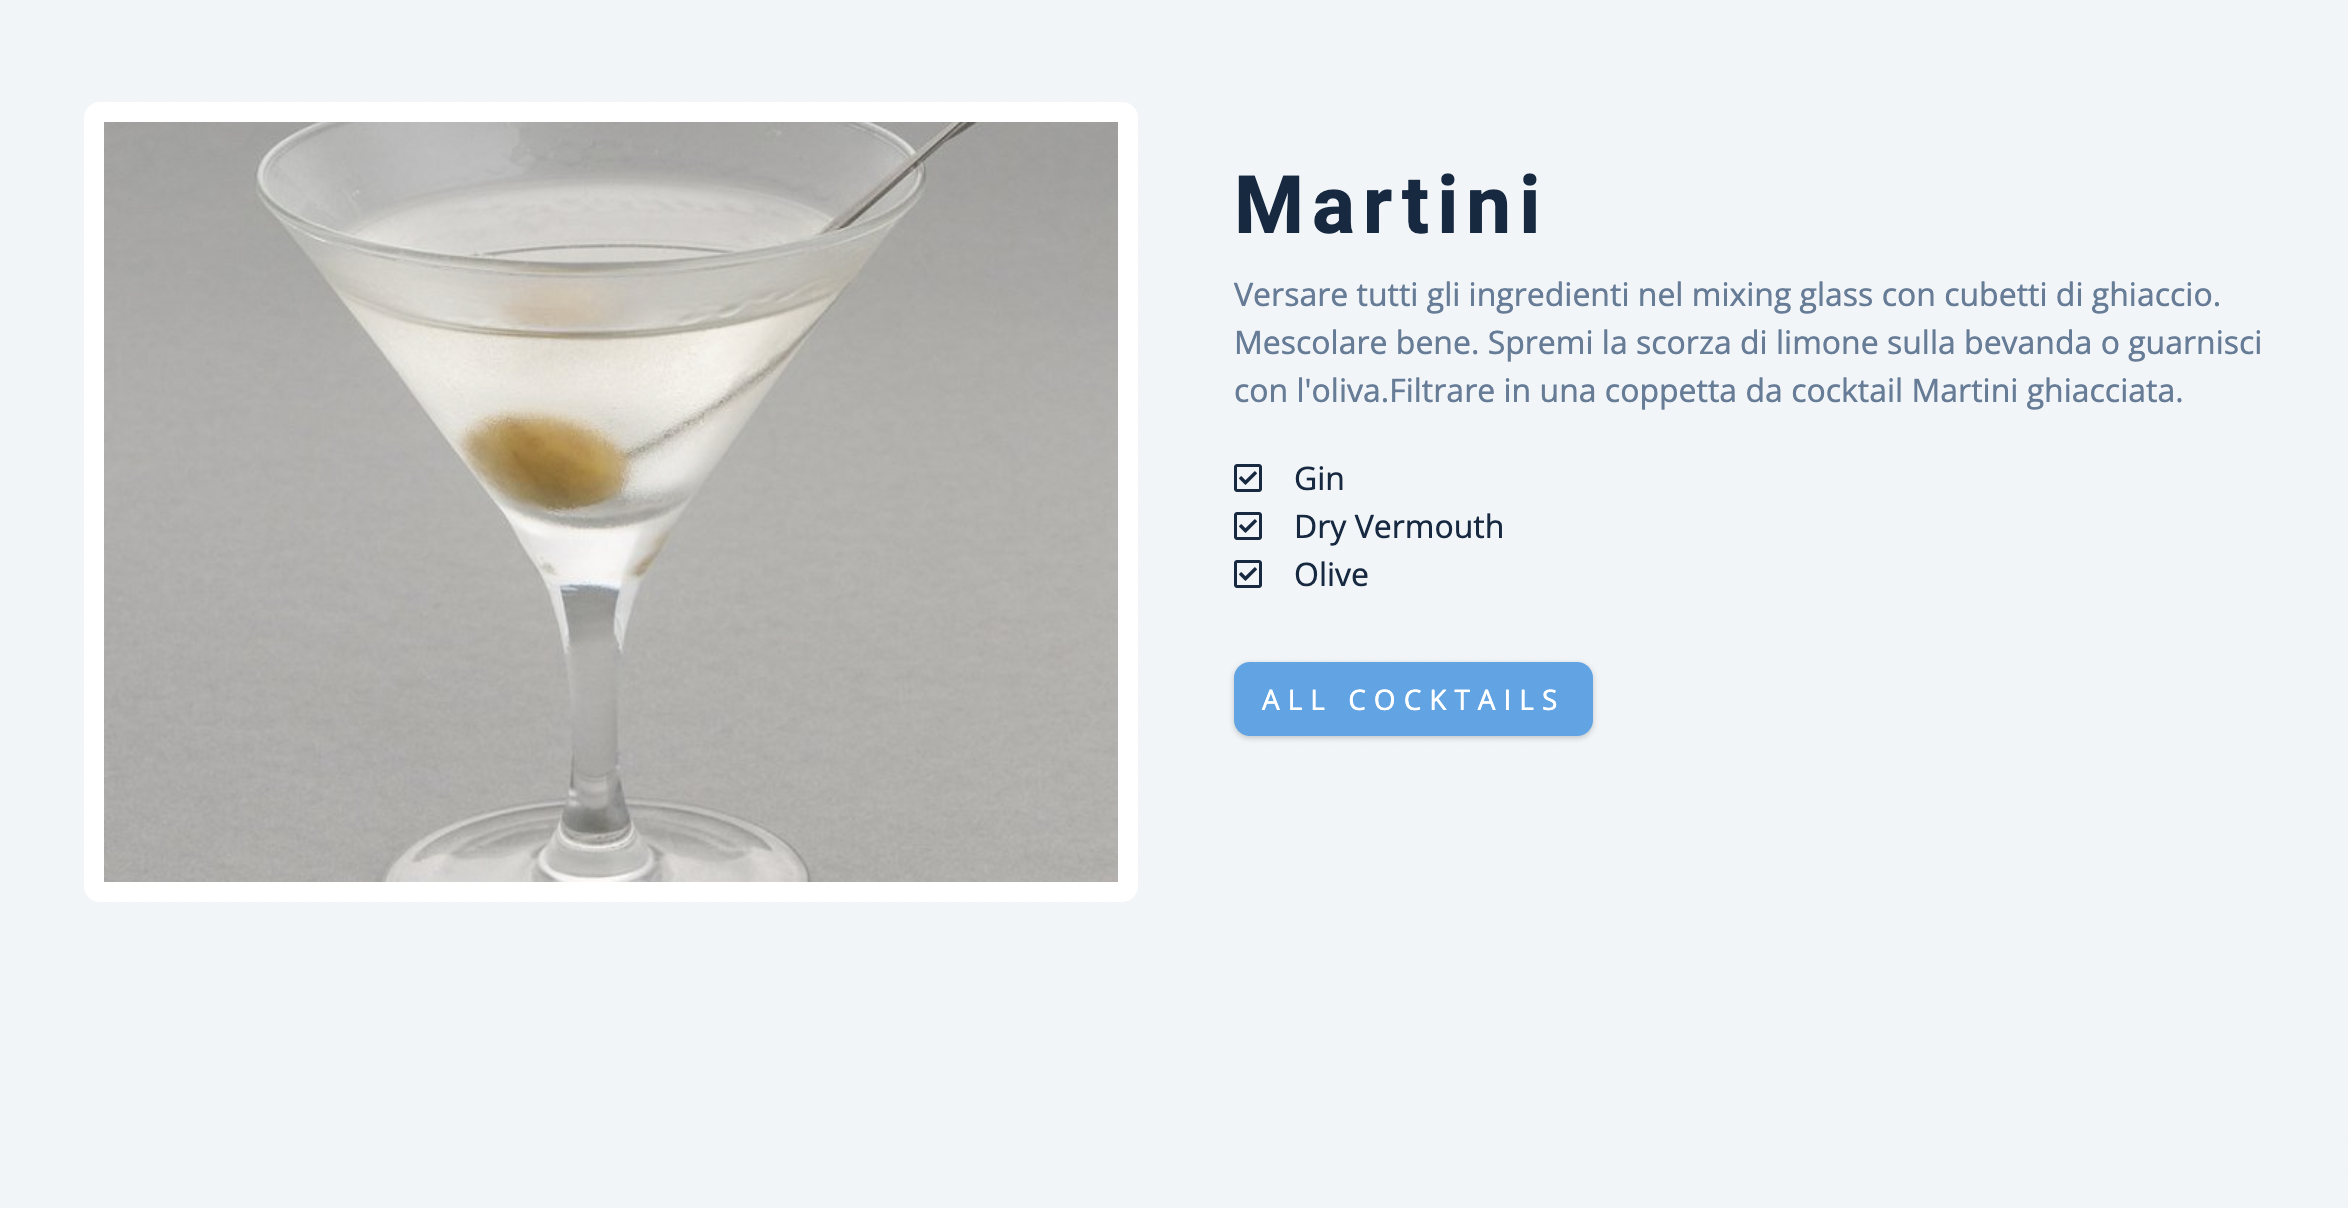 Martini
Versare tutti gli ingredienti nel mixing glass con cubetti di ghiaccio.
Mescolare bene. Spremi la scorza di limone sulla bevanda o guarnisci
con l'oliva.Filtrare in una coppetta da cocktail Martini ghiacciata.
Gin
Dry Vermouth
Olive
ALL COCKTAILS